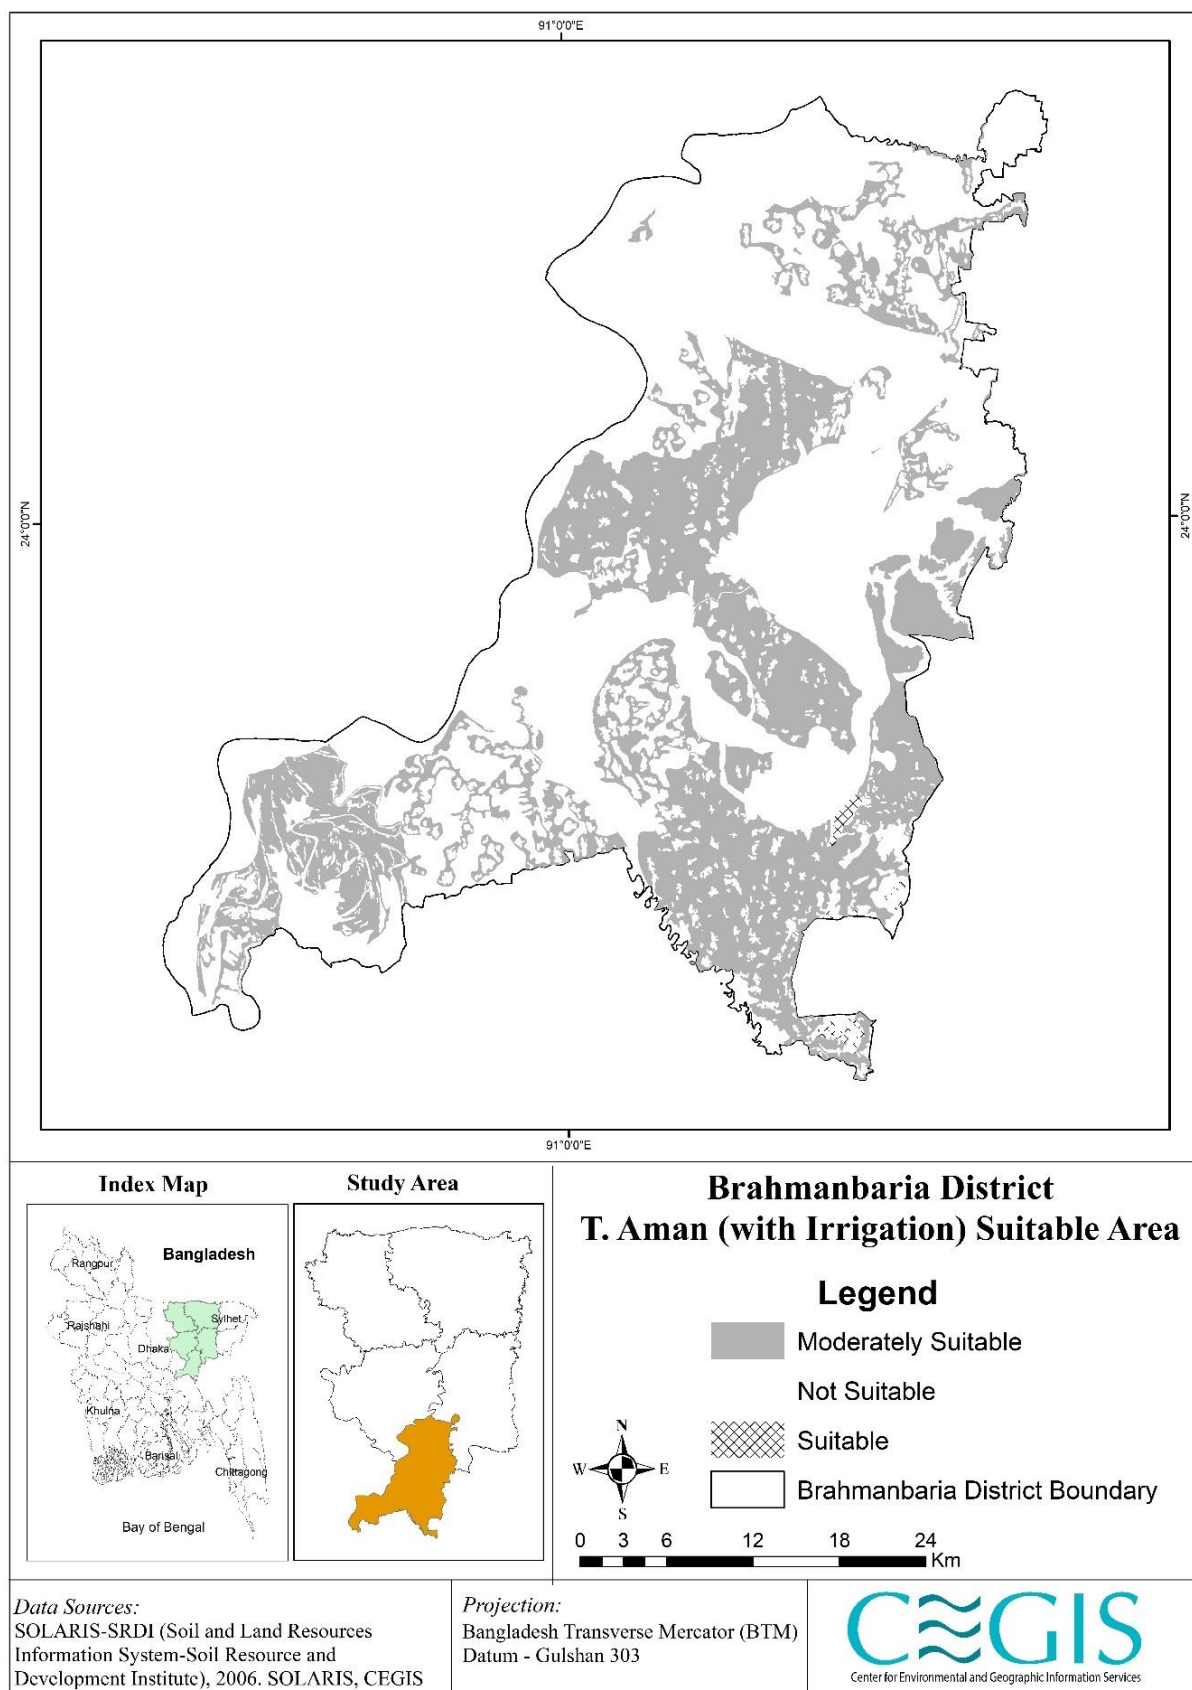 91°0'0"E
24°0'0"N
24°0'0"N
91°0'0"E
Index Map
Bangladesh
Rangpur
Rajshahi
Sylhet
Dhaka
Khulna
Barisal
Chittagong
Bay of Bengal
Study Area
Brahmanbaria District
T. Aman (with Irrigation) Suitable Area
Legend
Moderately Suitable
Not Suitable
Suitable
Brahmanbaria District Boundary
N
W E
S
0 3 6 12 18 24
Km
Data Sources:
SOLARIS-SRDI (Soil and Land Resources
Information System-Soil Resource and
Development Institute), 2006. SOLARIS, CEGIS
Projection:
Bangladesh Transverse Mercator (BTM)
Datum - Gulshan 303
CEGIS
Center for Environmental and Geographic Information Services